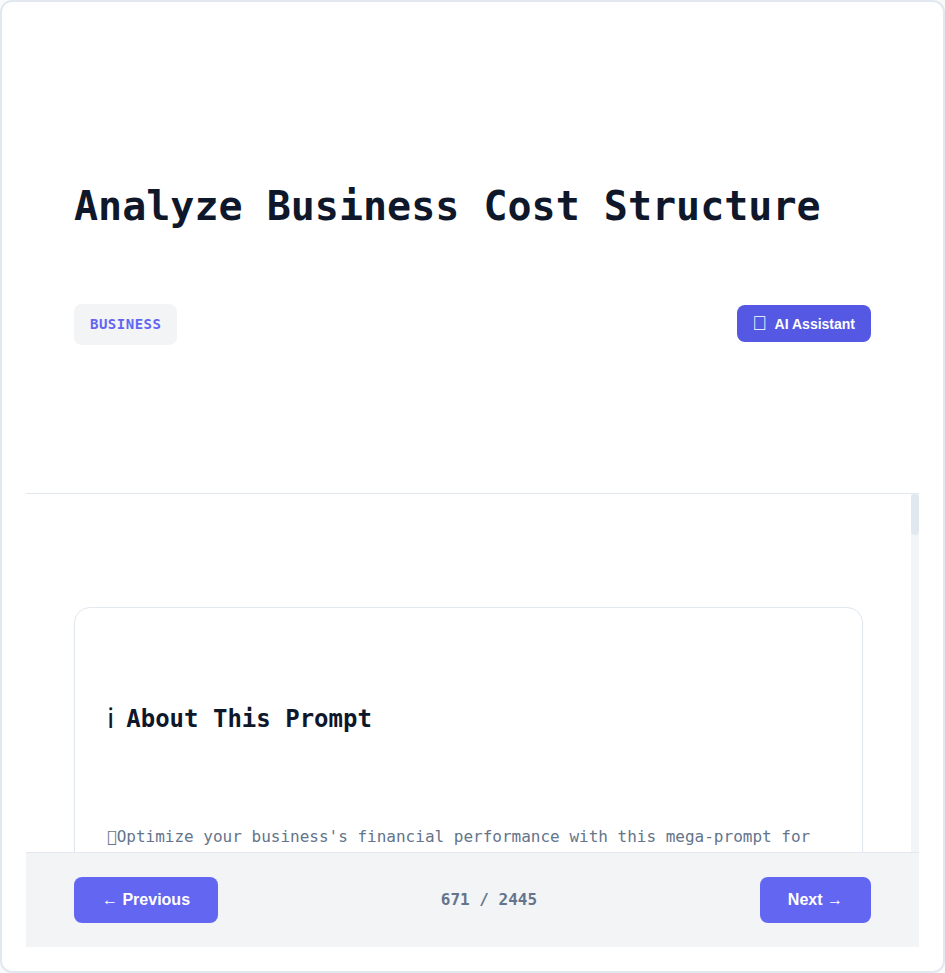 Analyze Business Cost Structure
BUSINESS
AI Assistant
ℹ About This Prompt
Optimize your business's financial performance with this mega-prompt for
← Previous
671 / 2445
Next →